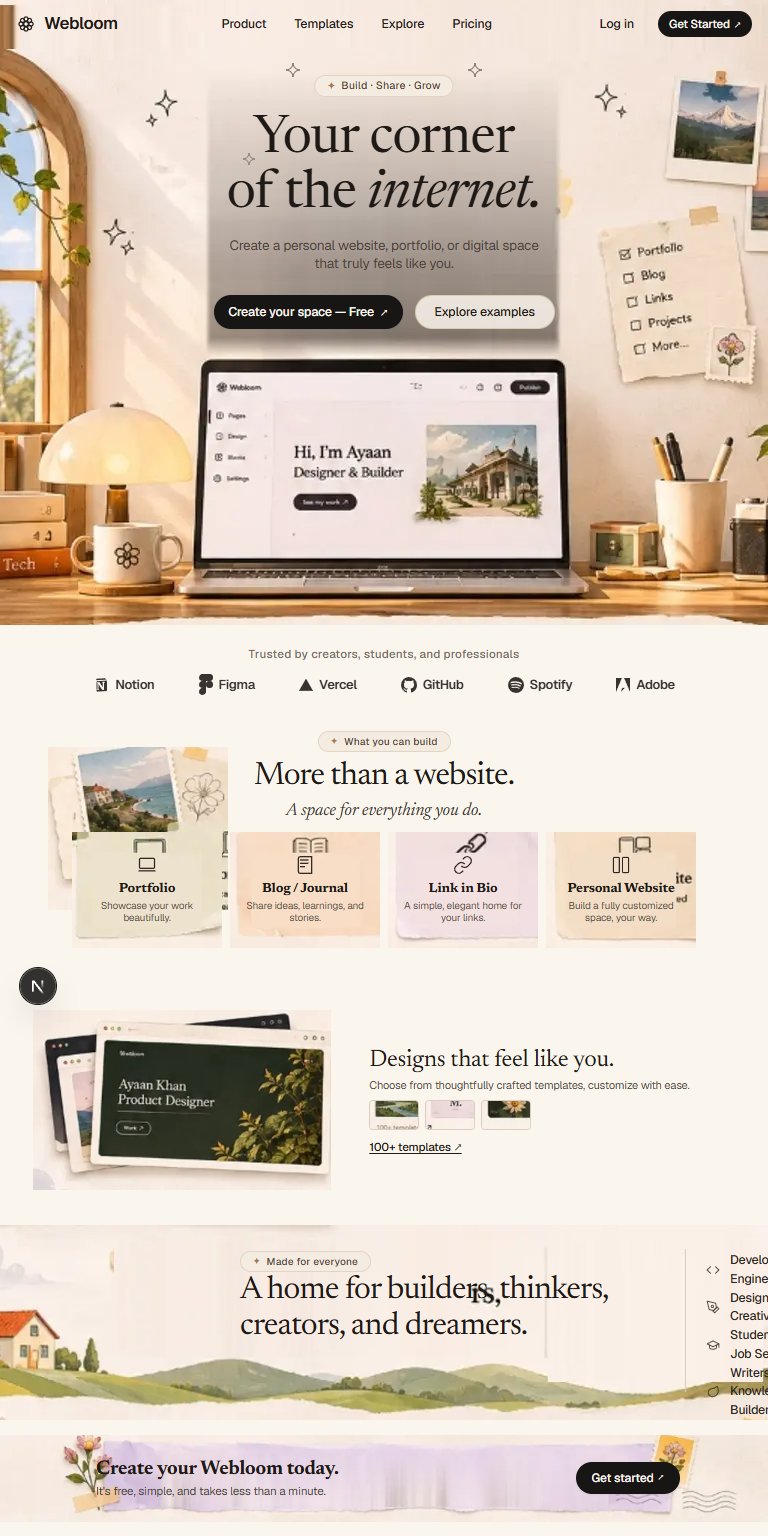 Webloom
Product
Templates
Explore
Pricing
Log in
Get Started ↗
Build · Share · Grow
Your corner
of the internet.
Create a personal website, portfolio, or digital space
that truly feels like you.
Create your space — Free ↗
Explore examples
Portfolio
Blog
Links
Projects
More...
Webloom
Publish
Pages
Design
Settings
Hi, I'm Ayaan
Designer & Builder
See my work ↗
Tech
Trusted by creators, students, and professionals
Notion
Figma
Vercel
GitHub
Spotify
Adobe
What you can build
More than a website.
A space for everything you do.
Portfolio
Showcase your work
beautifully.
Blog / Journal
Share ideas, learnings, and
stories.
Link in Bio
A simple, elegant home for
your links.
Personal Website
Build a fully customized
space, your way.
ite
ed
N
Webloom
Ayaan Khan
Product Designer
Work ↗
Designs that feel like you.
Choose from thoughtfully crafted templates, customize with ease.
100+ templates ↗
Made for everyone
A home for builders, thinkers,
creators, and dreamers.
rs,
Develo
Engine
Design
Creativ
Studen
Job Se
Writers
Knowle
Builder
Create your Webloom today.
It's free, simple, and takes less than a minute.
Get started ↗